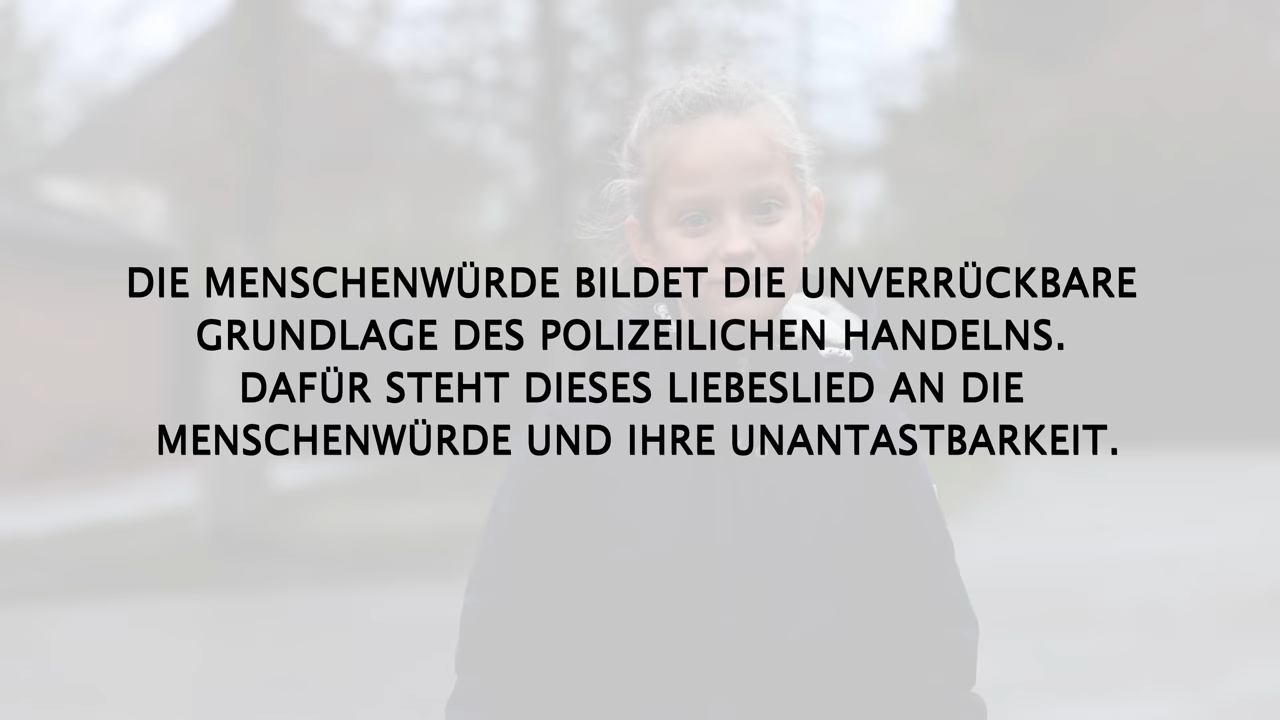 DIE MENSCHENWÜRDE BILDET DIE UNVERRÜCKBARE
GRUNDLAGE DES POLIZEILICHEN HANDELNS.
DAFÜR STEHT DIESES LIEBESLIED AN DIE
MENSCHENWÜRDE UND IHRE UNANTASTBARKEIT.